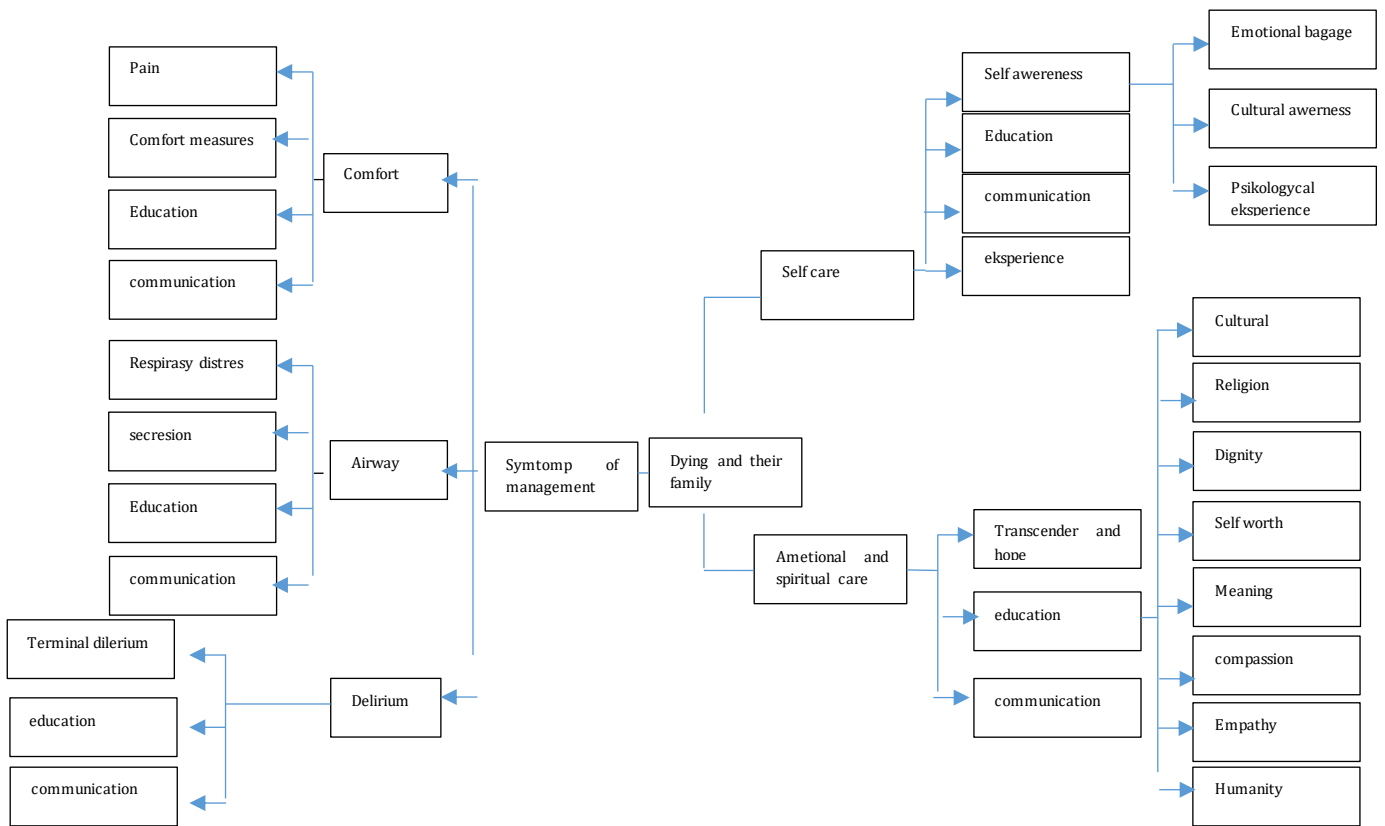 Pain
Comfort measures
Education
communication
Comfort
Respirasy distres
secresion
Education
communication
Airway
Terminal dilerium
education
communication
Delirium
Symtomp of
management
Dying and their
family
Self care
Self awereness
Education
communication
eksperience
Emotional bagage
Cultural awerness
Psikologycal
eksperience
Ametional and
spiritual care
Transcender and
hope
education
communication
Cultural
Religion
Dignity
Self worth
Meaning
compassion
Empathy
Humanity